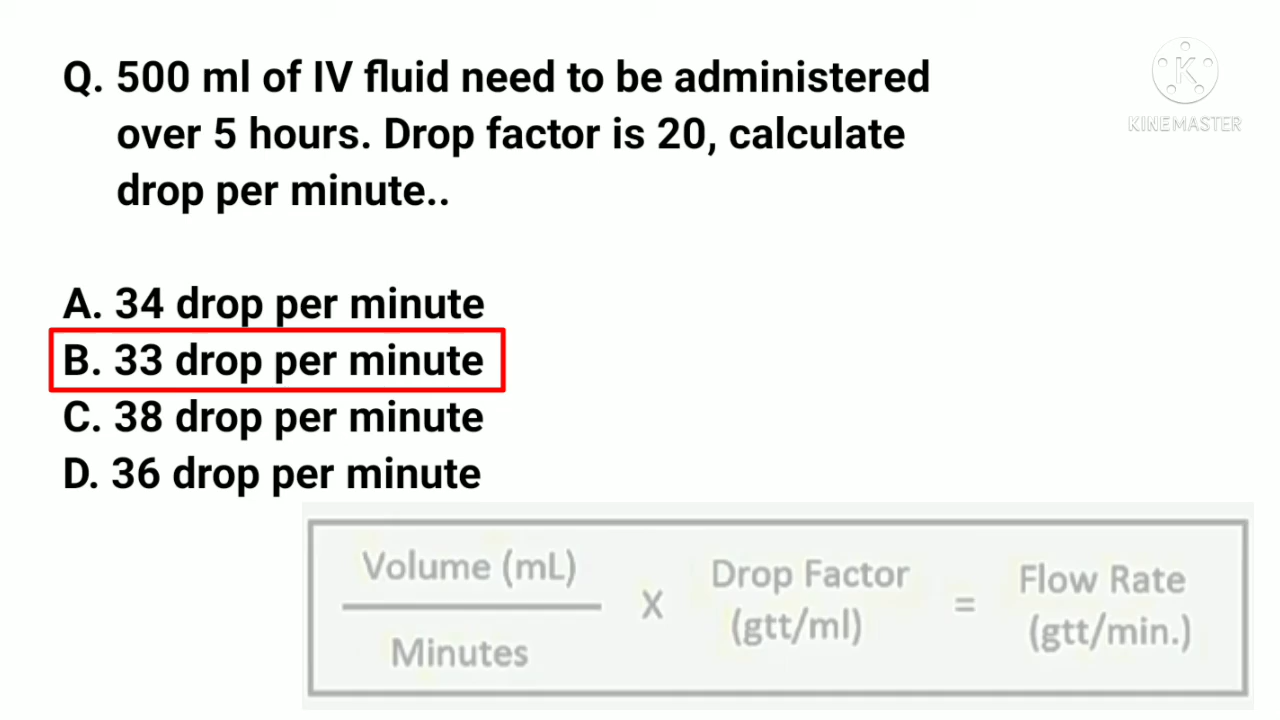 Q. 500 ml of IV fluid need to be administered
over 5 hours. Drop factor is 20, calculate
drop per minute..
K
KINEMASTER
A. 34 drop per minute
B. 33 drop per minute
C. 38 drop per minute
D. 36 drop per minute
Volume (mL)
Minutes
X
Drop Factor
(gtt/ml)
=
Flow Rate
(gtt/min.)